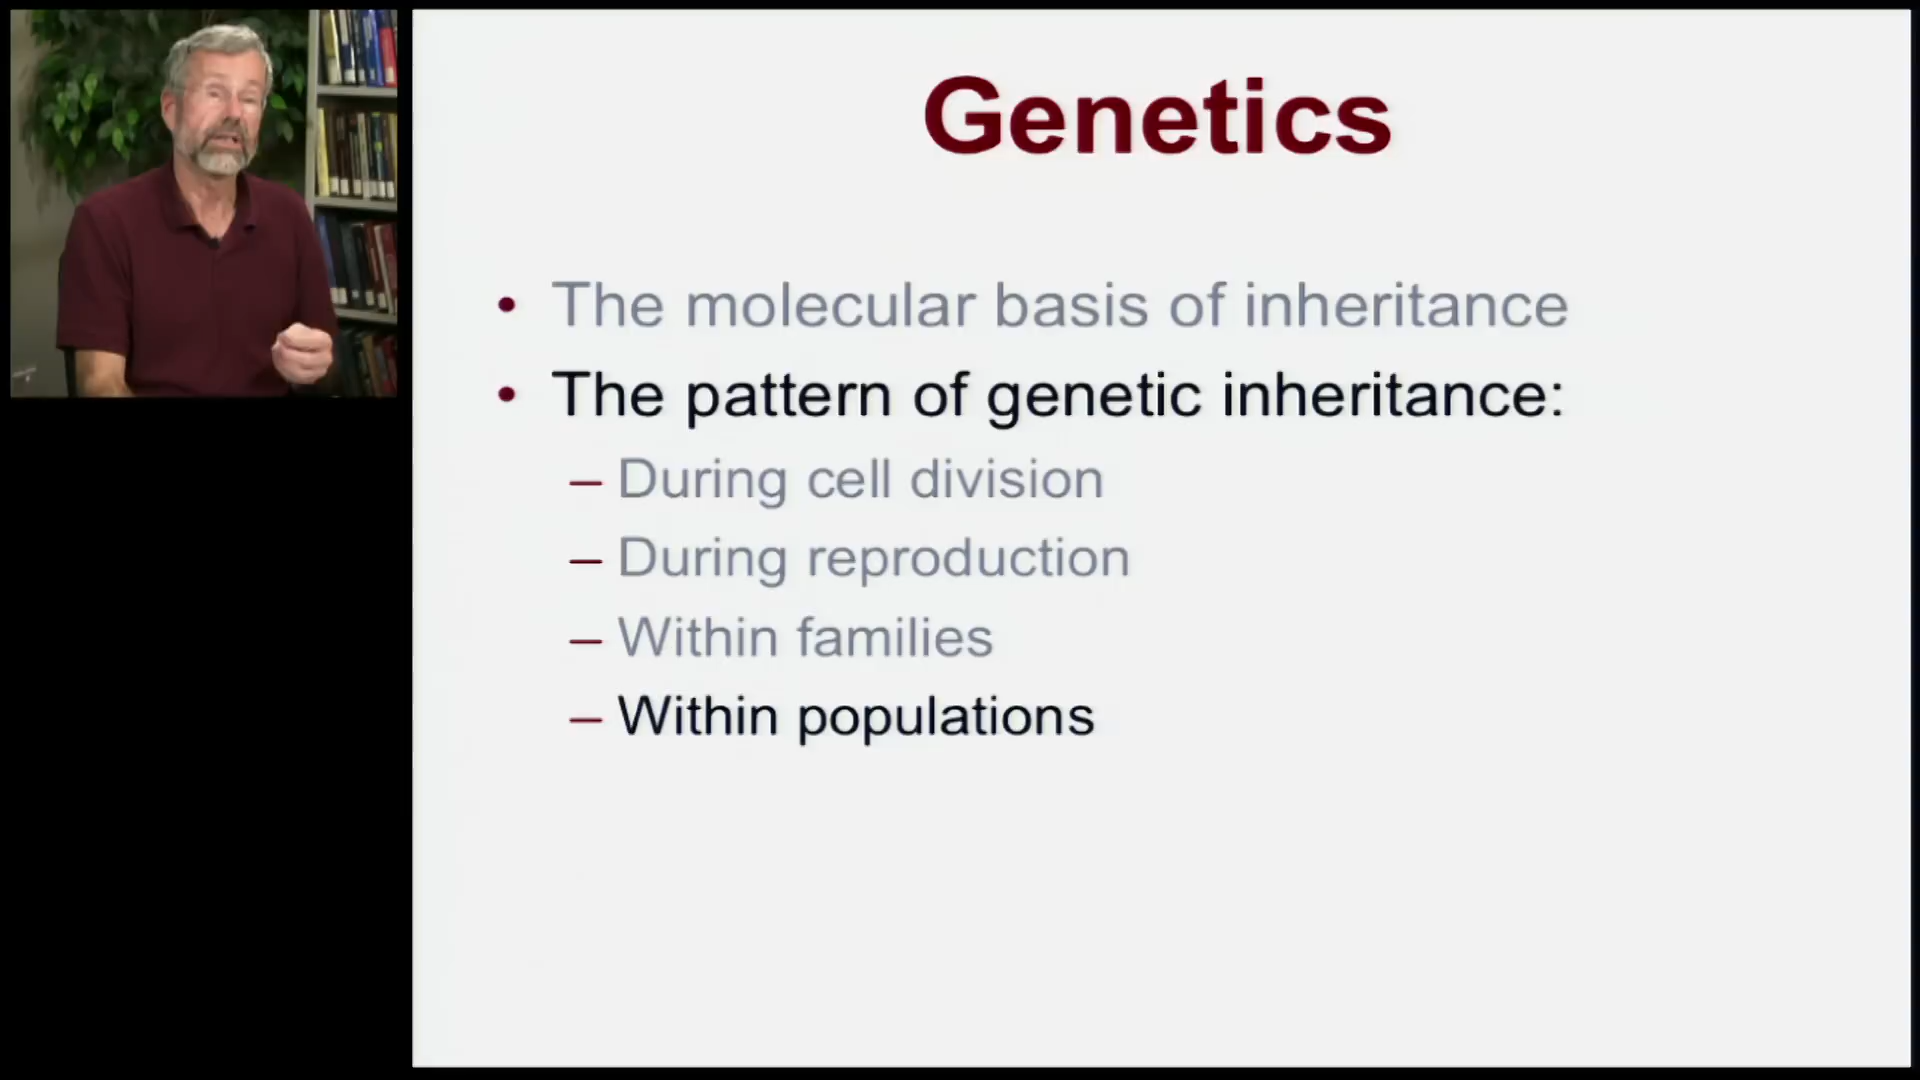 Genetics
• The molecular basis of inheritance
• The pattern of genetic inheritance:
– During cell division
– During reproduction
– Within families
– Within populations